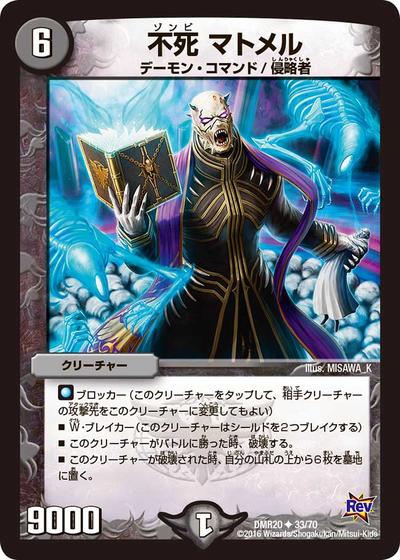 6
ゾンビ
不死 マトメル
しんりゃくしゃ
デーモン・コマンド / 侵略者
クリーチャー
Illus. MISAWA_K
ブロッカー (このクリーチャーをタップして、相手クリーチャー
の攻撃先をこのクリーチャーに変更してもよい)
■ W・ブレイカー (このクリーチャーはシールドを2つブレイクする)
■ このクリーチャーがバトルに勝った時、破壊する。
■ このクリーチャーが破壊された時、自分の山札の上から6枚を墓地
に置く。
Rev
9000
DMR20 ◆ 33/70
©2016 Wizards/Shogakukan/Mitsui-Kids